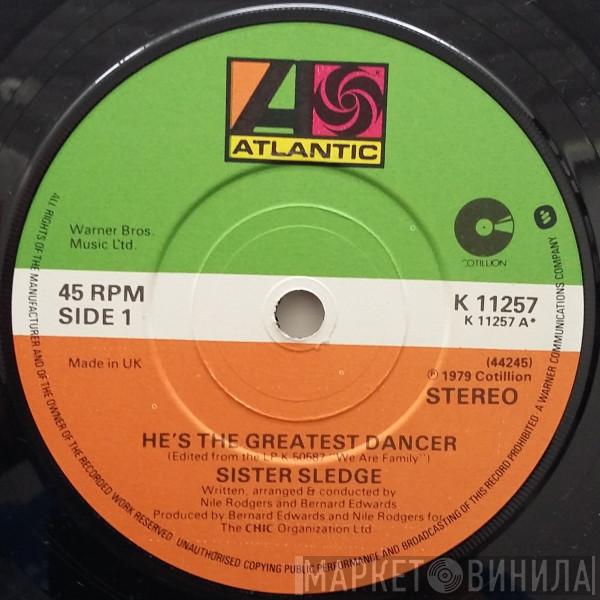 ATLANTIC
Warner Bros.
Music Ltd.
COTILLION
45 RPM
SIDE 1
K 11257
K 11257 A*
Made in UK
(44245)
℗ 1979 Cotillion
STEREO
HE'S THE GREATEST DANCER
(Edited from the LP K 50587 "We Are Family")
SISTER SLEDGE
Written, arranged & conducted by
Nile Rodgers and Bernard Edwards
Produced by Bernard Edwards and Nile Rodgers for
The CHIC Organization Ltd
ALL RIGHTS OF THE MANUFACTURER AND OF THE OWNER OF THE RECORDED WORK RESERVED UNAUTHORISED COPYING PUBLIC PERFORMANCE AND BROADCASTING OF THIS RECORD PROHIBITED A WARNER COMMUNICATIONS COMPANY
МАРКЕТ ВИНИЛА